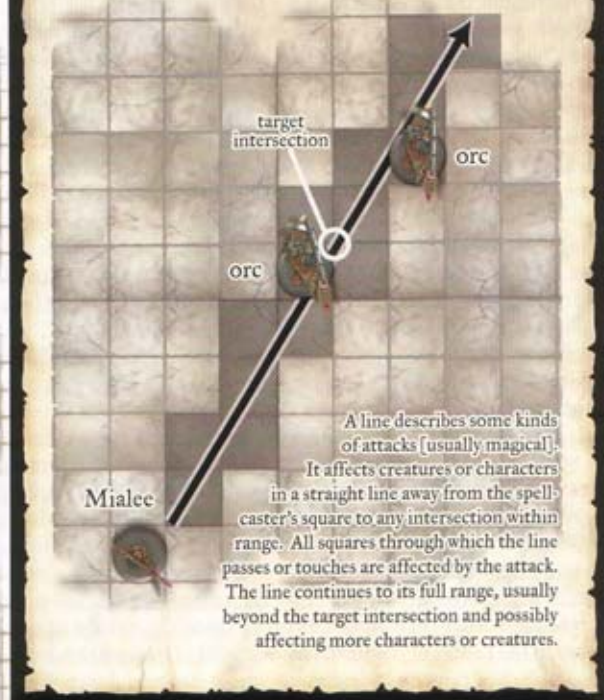 target
intersection
orc
orc
Mialee
A line describes some kinds
of attacks [usually magical].
It affects creatures or characters
in a straight line away from the spell-
caster's square to any intersection within
range. All squares through which the line
passes or touches are affected by the attack.
The line continues to its full range, usually
beyond the target intersection and possibly
affecting more characters or creatures.